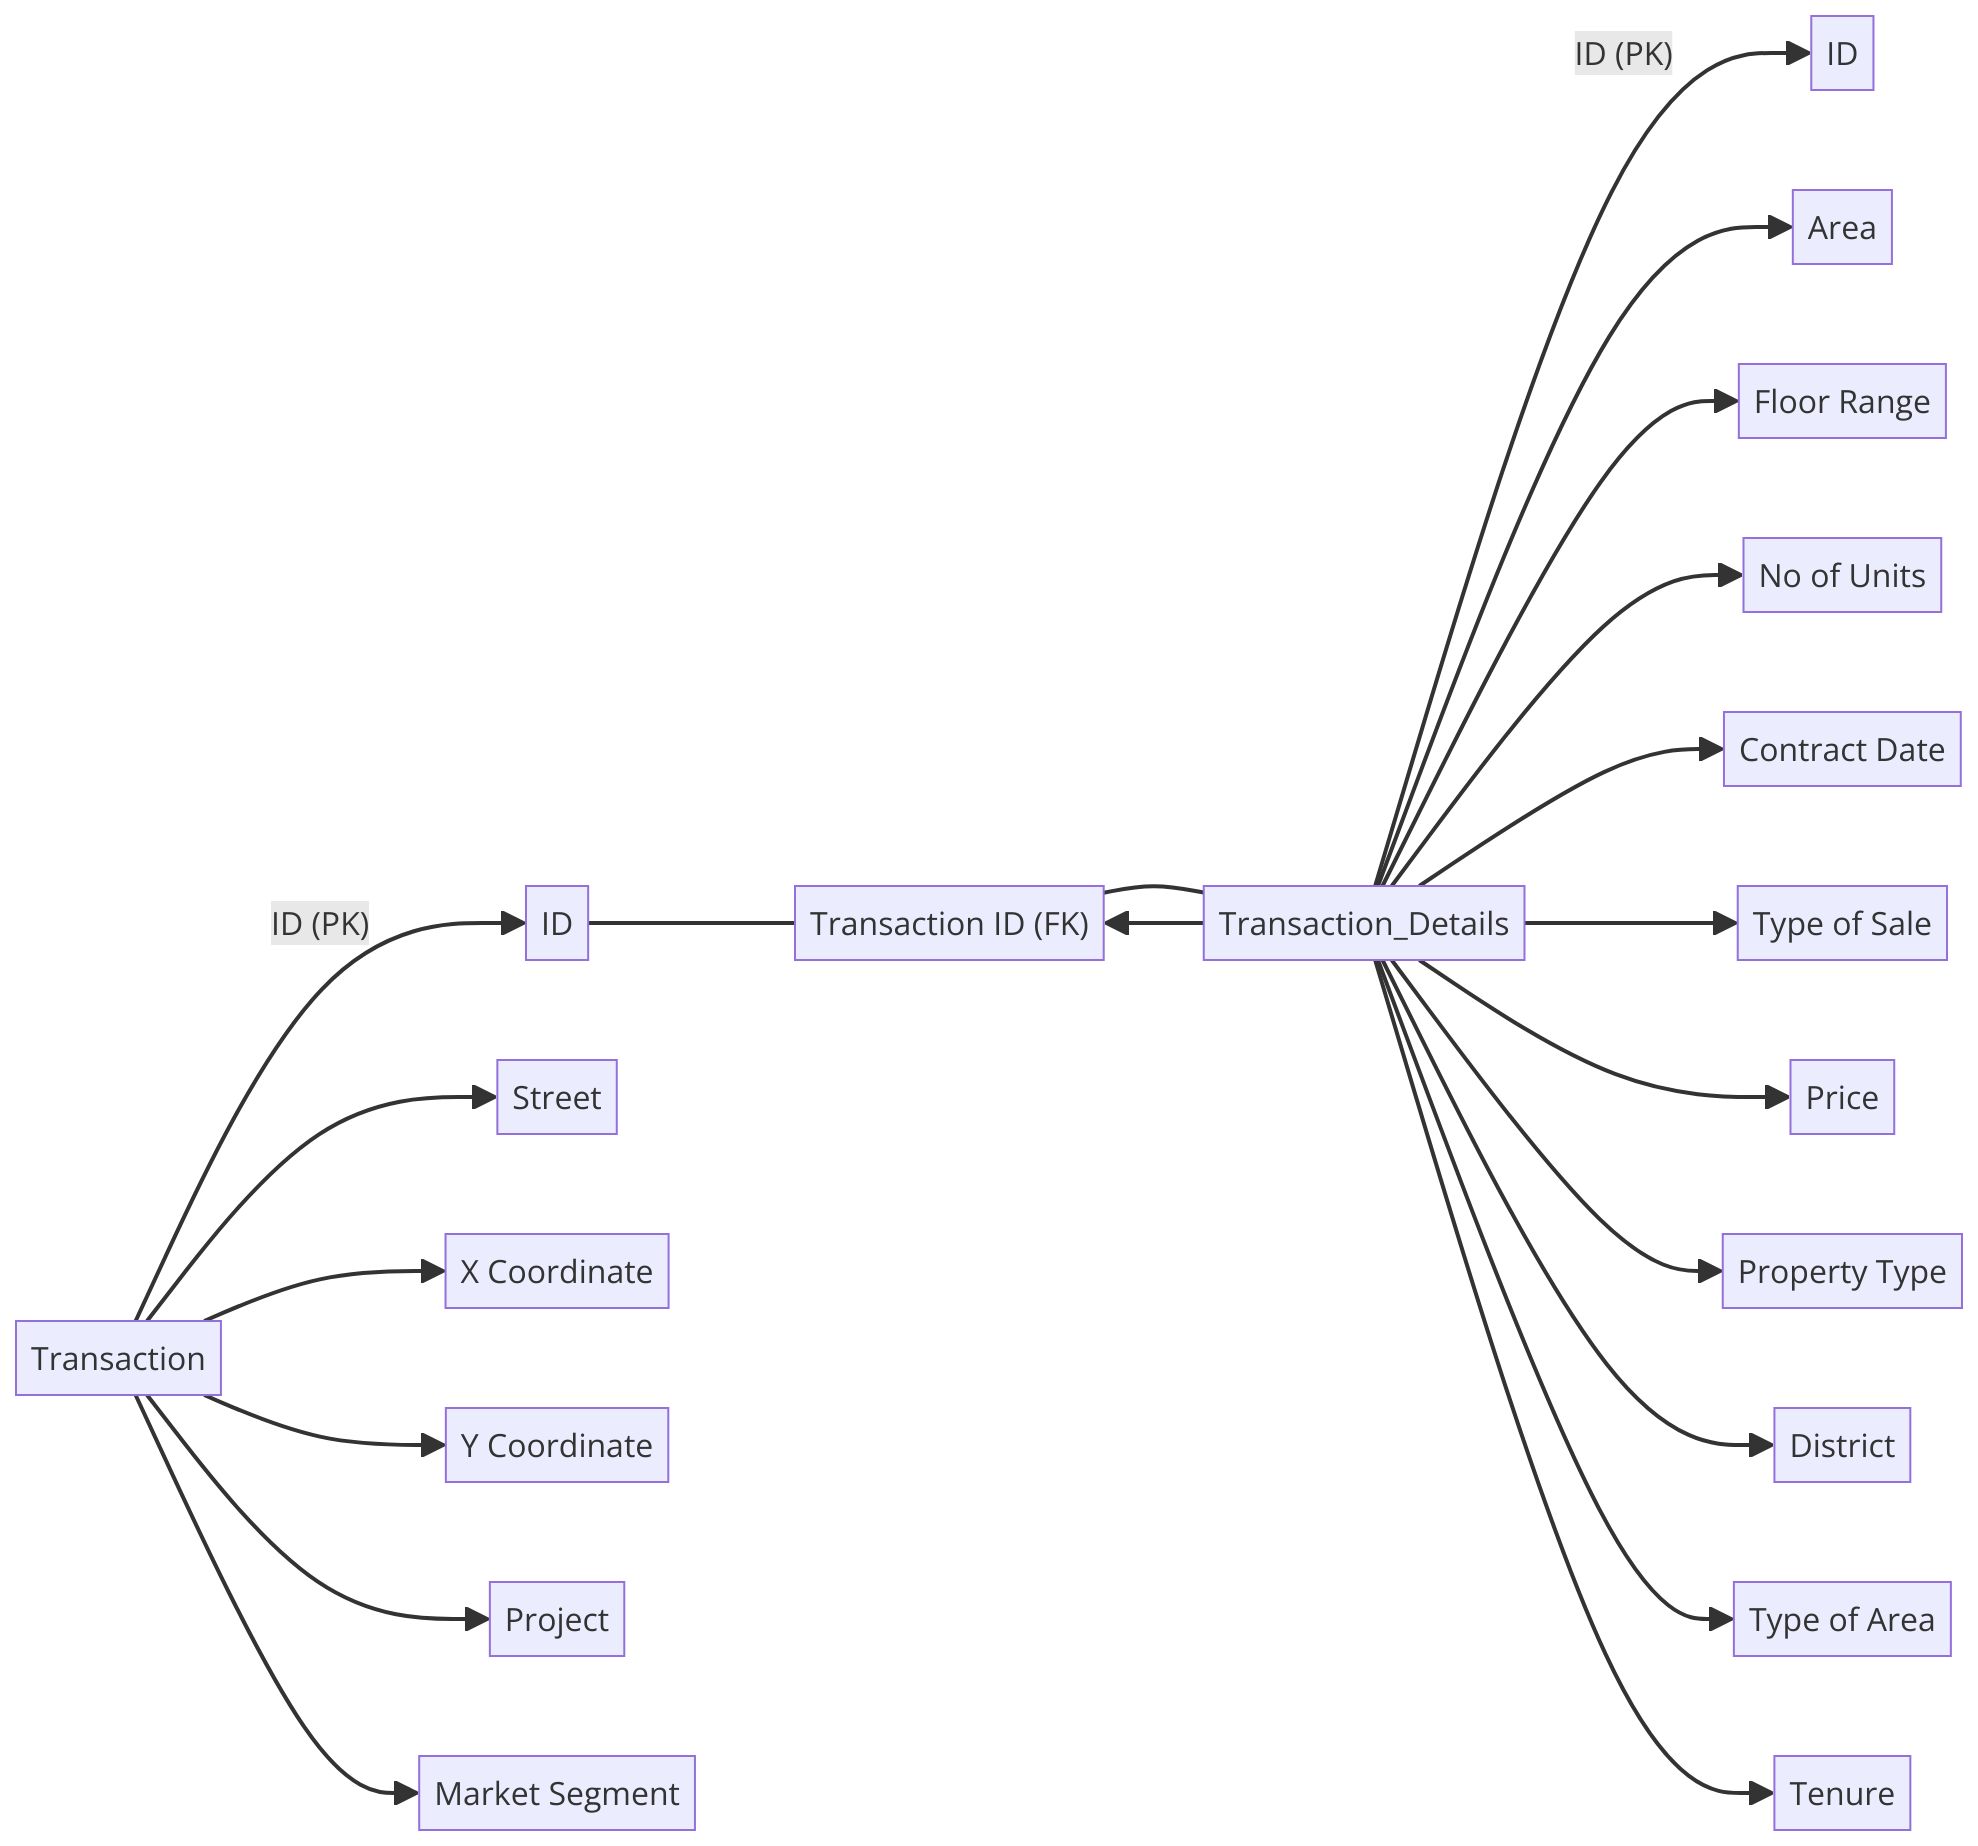 ID (PK)
ID
Area
Floor Range
No of Units
Contract Date
ID (PK)
ID
Transaction ID (FK)
Transaction_Details
Type of Sale
Street
Price
X Coordinate
Property Type
Transaction
Y Coordinate
District
Project
Type of Area
Market Segment
Tenure